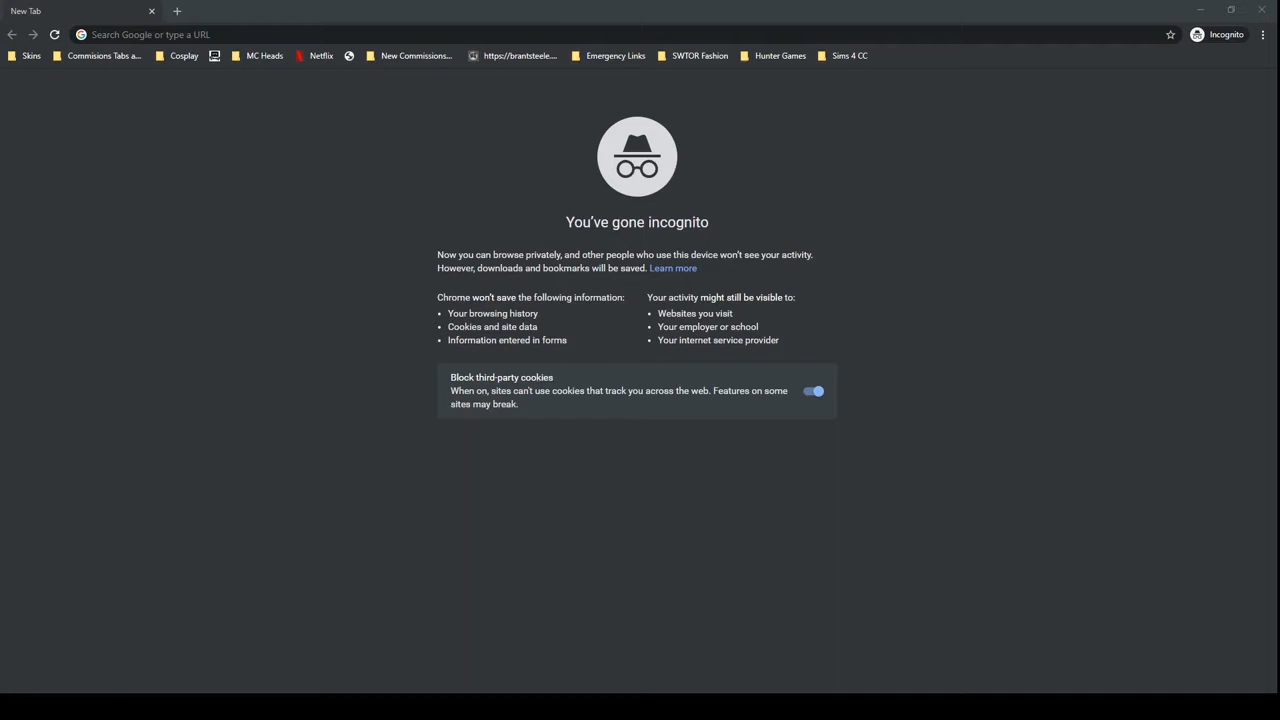 New Tab
Search Google or type a URL
Incognito
Skins
Commisions Tabs a...
Cosplay
MC Heads
Netflix
New Commissions...
https://brantsteele....
Emergency Links
SWTOR Fashion
Hunter Games
Sims 4 CC
You've gone incognito
Now you can browse privately, and other people who use this device won't see your activity.
However, downloads and bookmarks will be saved. Learn more
Chrome won't save the following information:
• Your browsing history
• Cookies and site data
• Information entered in forms
Your activity might still be visible to:
• Websites you visit
• Your employer or school
• Your internet service provider
Block third-party cookies
When on, sites can't use cookies that track you across the web. Features on some
sites may break.